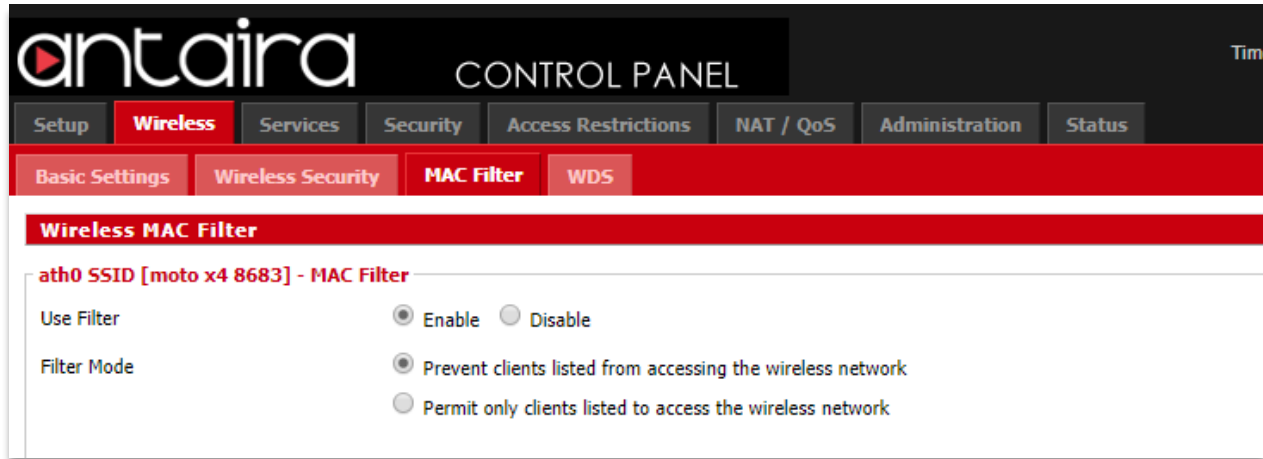 antaira CONTROL PANEL
Tim
Setup Wireless Services Security Access Restrictions NAT / QoS Administration Status
Basic Settings Wireless Security MAC Filter WDS
Wireless MAC Filter
ath0 SSID [moto x4 8683] - MAC Filter
Use Filter Enable Disable
Filter Mode Prevent clients listed from accessing the wireless network
Permit only clients listed to access the wireless network